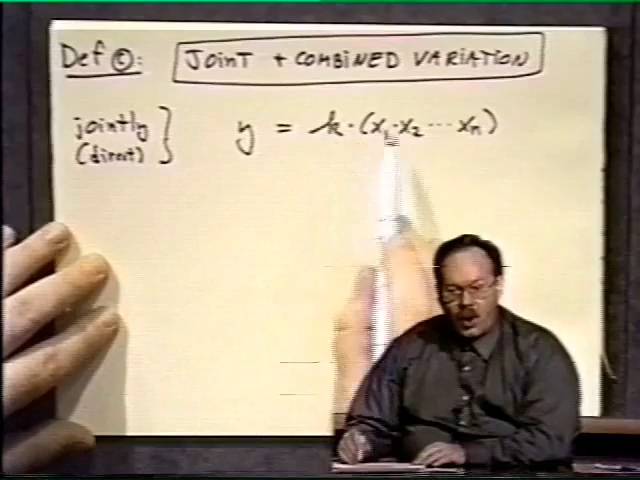 Def ©: JOINT + COMBINED VARIATION
jointly } y = k·(x₁·x₂···xₙ)
(direct)